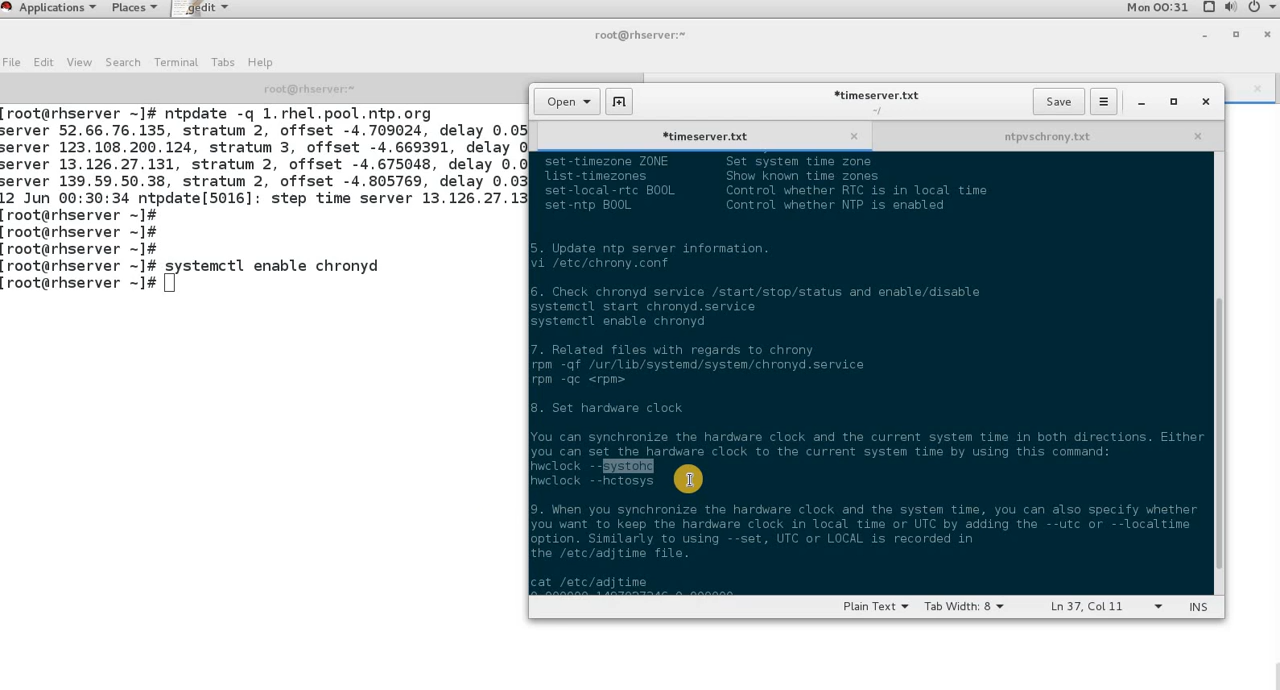 Applications Places gedit Mon 00:31
root@rhserver:~
File Edit View Search Terminal Tabs Help
root@rhserver:~
[root@rhserver ~]# ntpdate -q 1.rhel.pool.ntp.org
server 52.66.76.135, stratum 2, offset -4.709024, delay 0.05
server 123.108.200.124, stratum 3, offset -4.669391, delay 0
server 13.126.27.131, stratum 2, offset -4.675048, delay 0.0
server 139.59.50.38, stratum 2, offset -4.805769, delay 0.03
12 Jun 00:30:34 ntpdate[5016]: step time server 13.126.27.13
[root@rhserver ~]#
[root@rhserver ~]#
[root@rhserver ~]#
[root@rhserver ~]# systemctl enable chronyd
[root@rhserver ~]#
Open *timeserver.txt Save
~/
*timeserver.txt ntpvschrony.txt
set-timezone ZONE Set system time zone
list-timezones Show known time zones
set-local-rtc BOOL Control whether RTC is in local time
set-ntp BOOL Control whether NTP is enabled
5. Update ntp server information.
vi /etc/chrony.conf
6. Check chronyd service /start/stop/status and enable/disable
systemctl start chronyd.service
systemctl enable chronyd
7. Related files with regards to chrony
rpm -qf /ur/lib/systemd/system/chronyd.service
rpm -qc <rpm>
8. Set hardware clock
You can synchronize the hardware clock and the current system time in both directions. Either
you can set the hardware clock to the current system time by using this command:
hwclock --systohc
hwclock --hctosys
9. When you synchronize the hardware clock and the system time, you can also specify whether
you want to keep the hardware clock in local time or UTC by adding the --utc or --localtime
option. Similarly to using --set, UTC or LOCAL is recorded in
the /etc/adjtime file.
cat /etc/adjtime
Plain Text Tab Width: 8 Ln 37, Col 11 INS